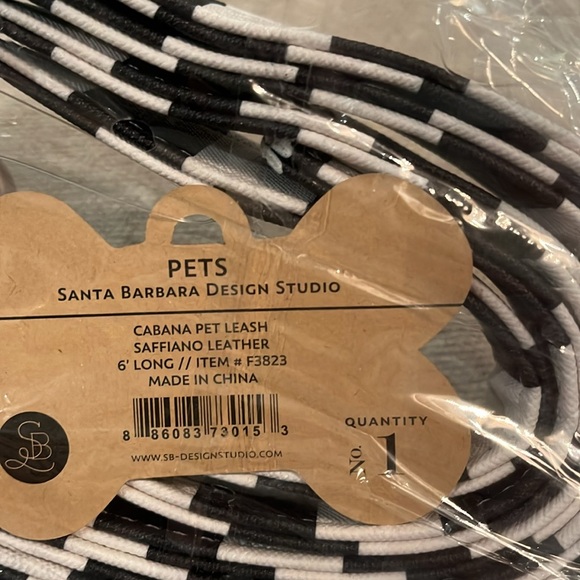 PETS
SANTA BARBARA DESIGN STUDIO
CABANA PET LEASH
SAFFIANO LEATHER
6' LONG // ITEM # F3823
MADE IN CHINA
8 86083 73015 3
WWW.SB-DESIGNSTUDIO.COM
SB
QUANTITY
No. 1